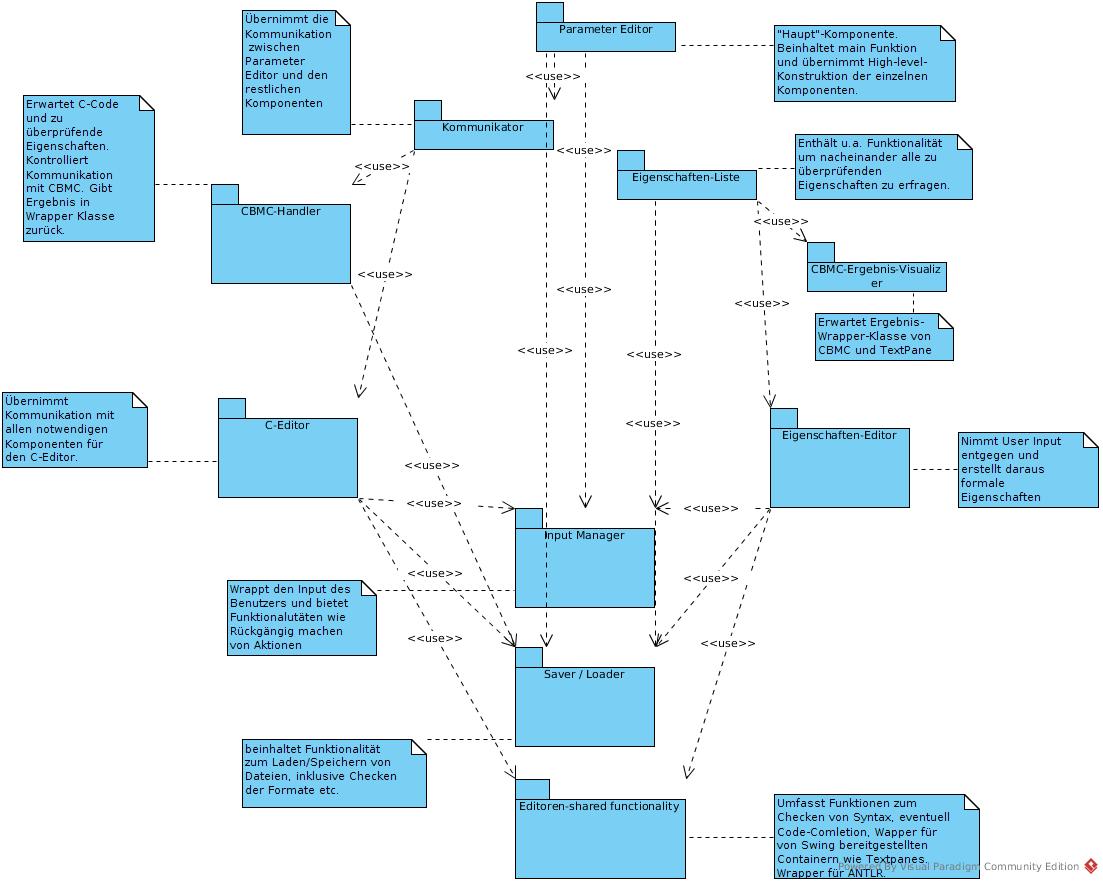 Übernimmt die
Kommunikation
zwischen
Parameter
Editor und den
restlichen
Komponenten
Parameter Editor
"Haupt"-Komponente.
Beinhaltet main Funktion
und übernimmt High-level-
Konstruktion der einzelnen
Komponenten.
<<use>>
Erwartet C-Code
und zu
überprüfende
Eigenschaften.
Kontrolliert
Kommunikation
mit CBMC. Gibt
Ergebnis in
Wrapper Klasse
zurück.
Kommunikator
<<use>>
<<use>>
Eigenschaften-Liste
Enthält u.a. Funktionalität
um nacheinander alle zu
überprüfenden
Eigenschaften zu erfragen.
CBMC-Handler
<<use>>
<<use>>
CBMC-Ergebnis-Visualiz
er
<<use>>
<<use>>
Erwartet Ergebnis-
Wrapper-Klasse von
CBMC und TextPane
<<use>>
<<use>>
Übernimmt
Kommunikation mit
allen notwendigen
Komponenten für
den C-Editor.
C-Editor
<<use>>
Eigenschaften-Editor
Nimmt User Input
entgegen und
erstellt daraus
formale
Eigenschaften
<<use>>
<<use>>
<<use>>
Input Manager
<<use>>
<<use>>
Wrappt den Input des
Benutzers und bietet
Funktionalutäten wie
Rückgängig machen
von Aktionen
<<use>>
<<use>>
Saver / Loader
beinhaltet Funktionalität
zum Laden/Speichern von
Dateien, inklusive Checken
der Formate etc.
Editoren-shared functionality
Umfasst Funktionen zum
Checken von Syntax, eventuell
Code-Comletion, Wapper für
von Swing bereitgestellten
Containern wie Textpanes.
Wrapper für ANTLR.
Powered By Visual Paradigm Community Edition